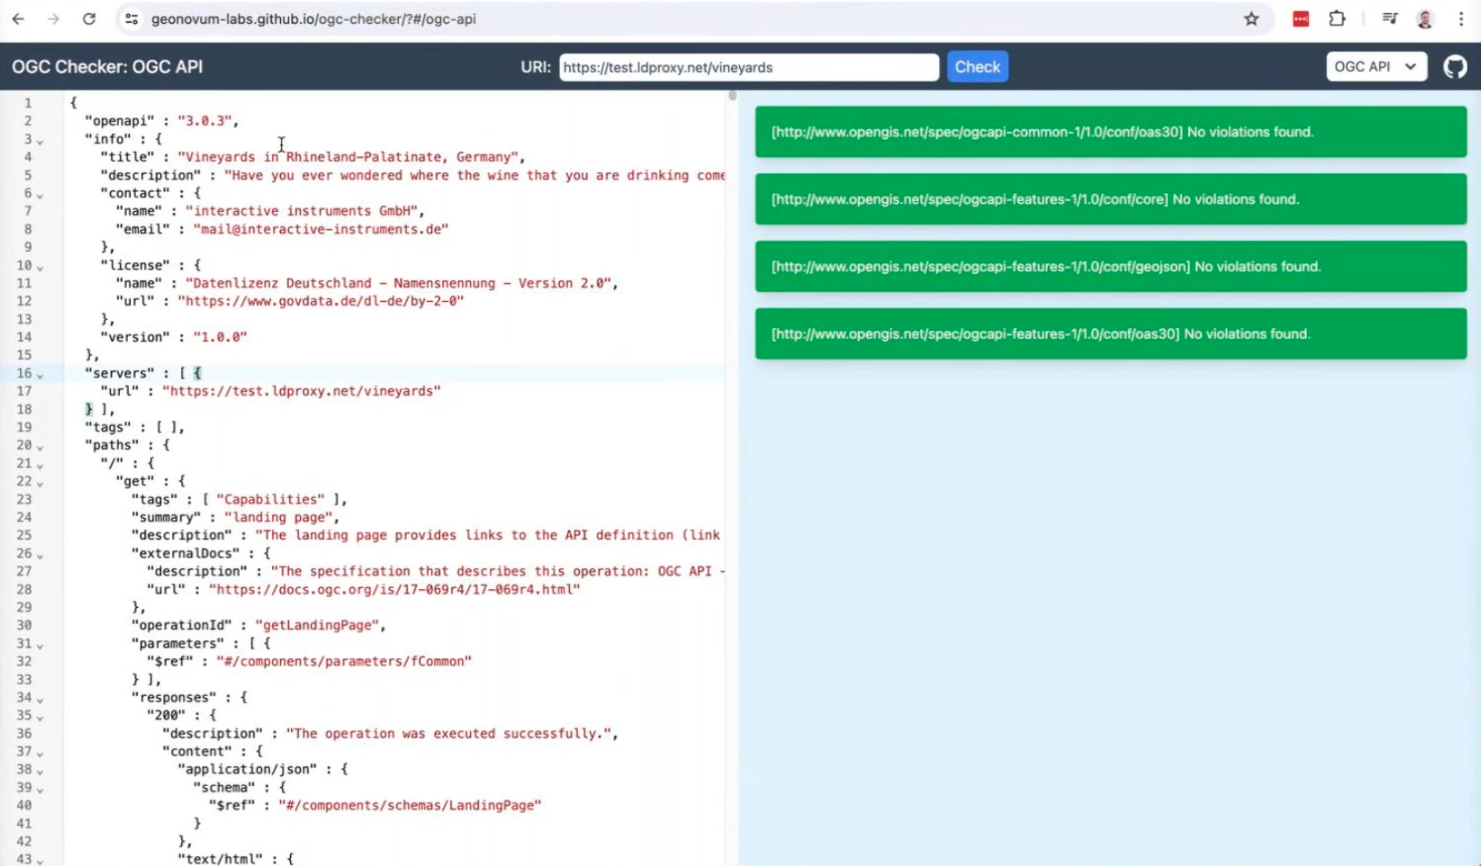 geonovum-labs.github.io/ogc-checker/?#/ogc-api
OGC Checker: OGC API
URI:
https://test.ldproxy.net/vineyards
Check
OGC API
1 {
2 "openapi" : "3.0.3",
3 "info" : {
4 "title" : "Vineyards in Rhineland-Palatinate, Germany",
5 "description" : "Have you ever wondered where the wine that you are drinking come
6 "contact" : {
7 "name" : "interactive instruments GmbH",
8 "email" : "mail@interactive-instruments.de"
9 },
10 "license" : {
11 "name" : "Datenlizenz Deutschland - Namensnennung - Version 2.0",
12 "url" : "https://www.govdata.de/dl-de/by-2-0"
13 },
14 "version" : "1.0.0"
15 },
16 "servers" : [ {
17 "url" : "https://test.ldproxy.net/vineyards"
18 } ],
19 "tags" : [ ],
20 "paths" : {
21 "/" : {
22 "get" : {
23 "tags" : [ "Capabilities" ],
24 "summary" : "landing page",
25 "description" : "The landing page provides links to the API definition (link
26 "externalDocs" : {
27 "description" : "The specification that describes this operation: OGC API -
28 "url" : "https://docs.ogc.org/is/17-069r4/17-069r4.html"
29 },
30 "operationId" : "getLandingPage",
31 "parameters" : [ {
32 "$ref" : "#/components/parameters/fCommon"
33 } ],
34 "responses" : {
35 "200" : {
36 "description" : "The operation was executed successfully.",
37 "content" : {
38 "application/json" : {
39 "schema" : {
40 "$ref" : "#/components/schemas/LandingPage"
41 }
42 },
43 "text/html" : {
[http://www.opengis.net/spec/ogcapi-common-1/1.0/conf/oas30] No violations found.
[http://www.opengis.net/spec/ogcapi-features-1/1.0/conf/core] No violations found.
[http://www.opengis.net/spec/ogcapi-features-1/1.0/conf/geojson] No violations found.
[http://www.opengis.net/spec/ogcapi-features-1/1.0/conf/oas30] No violations found.